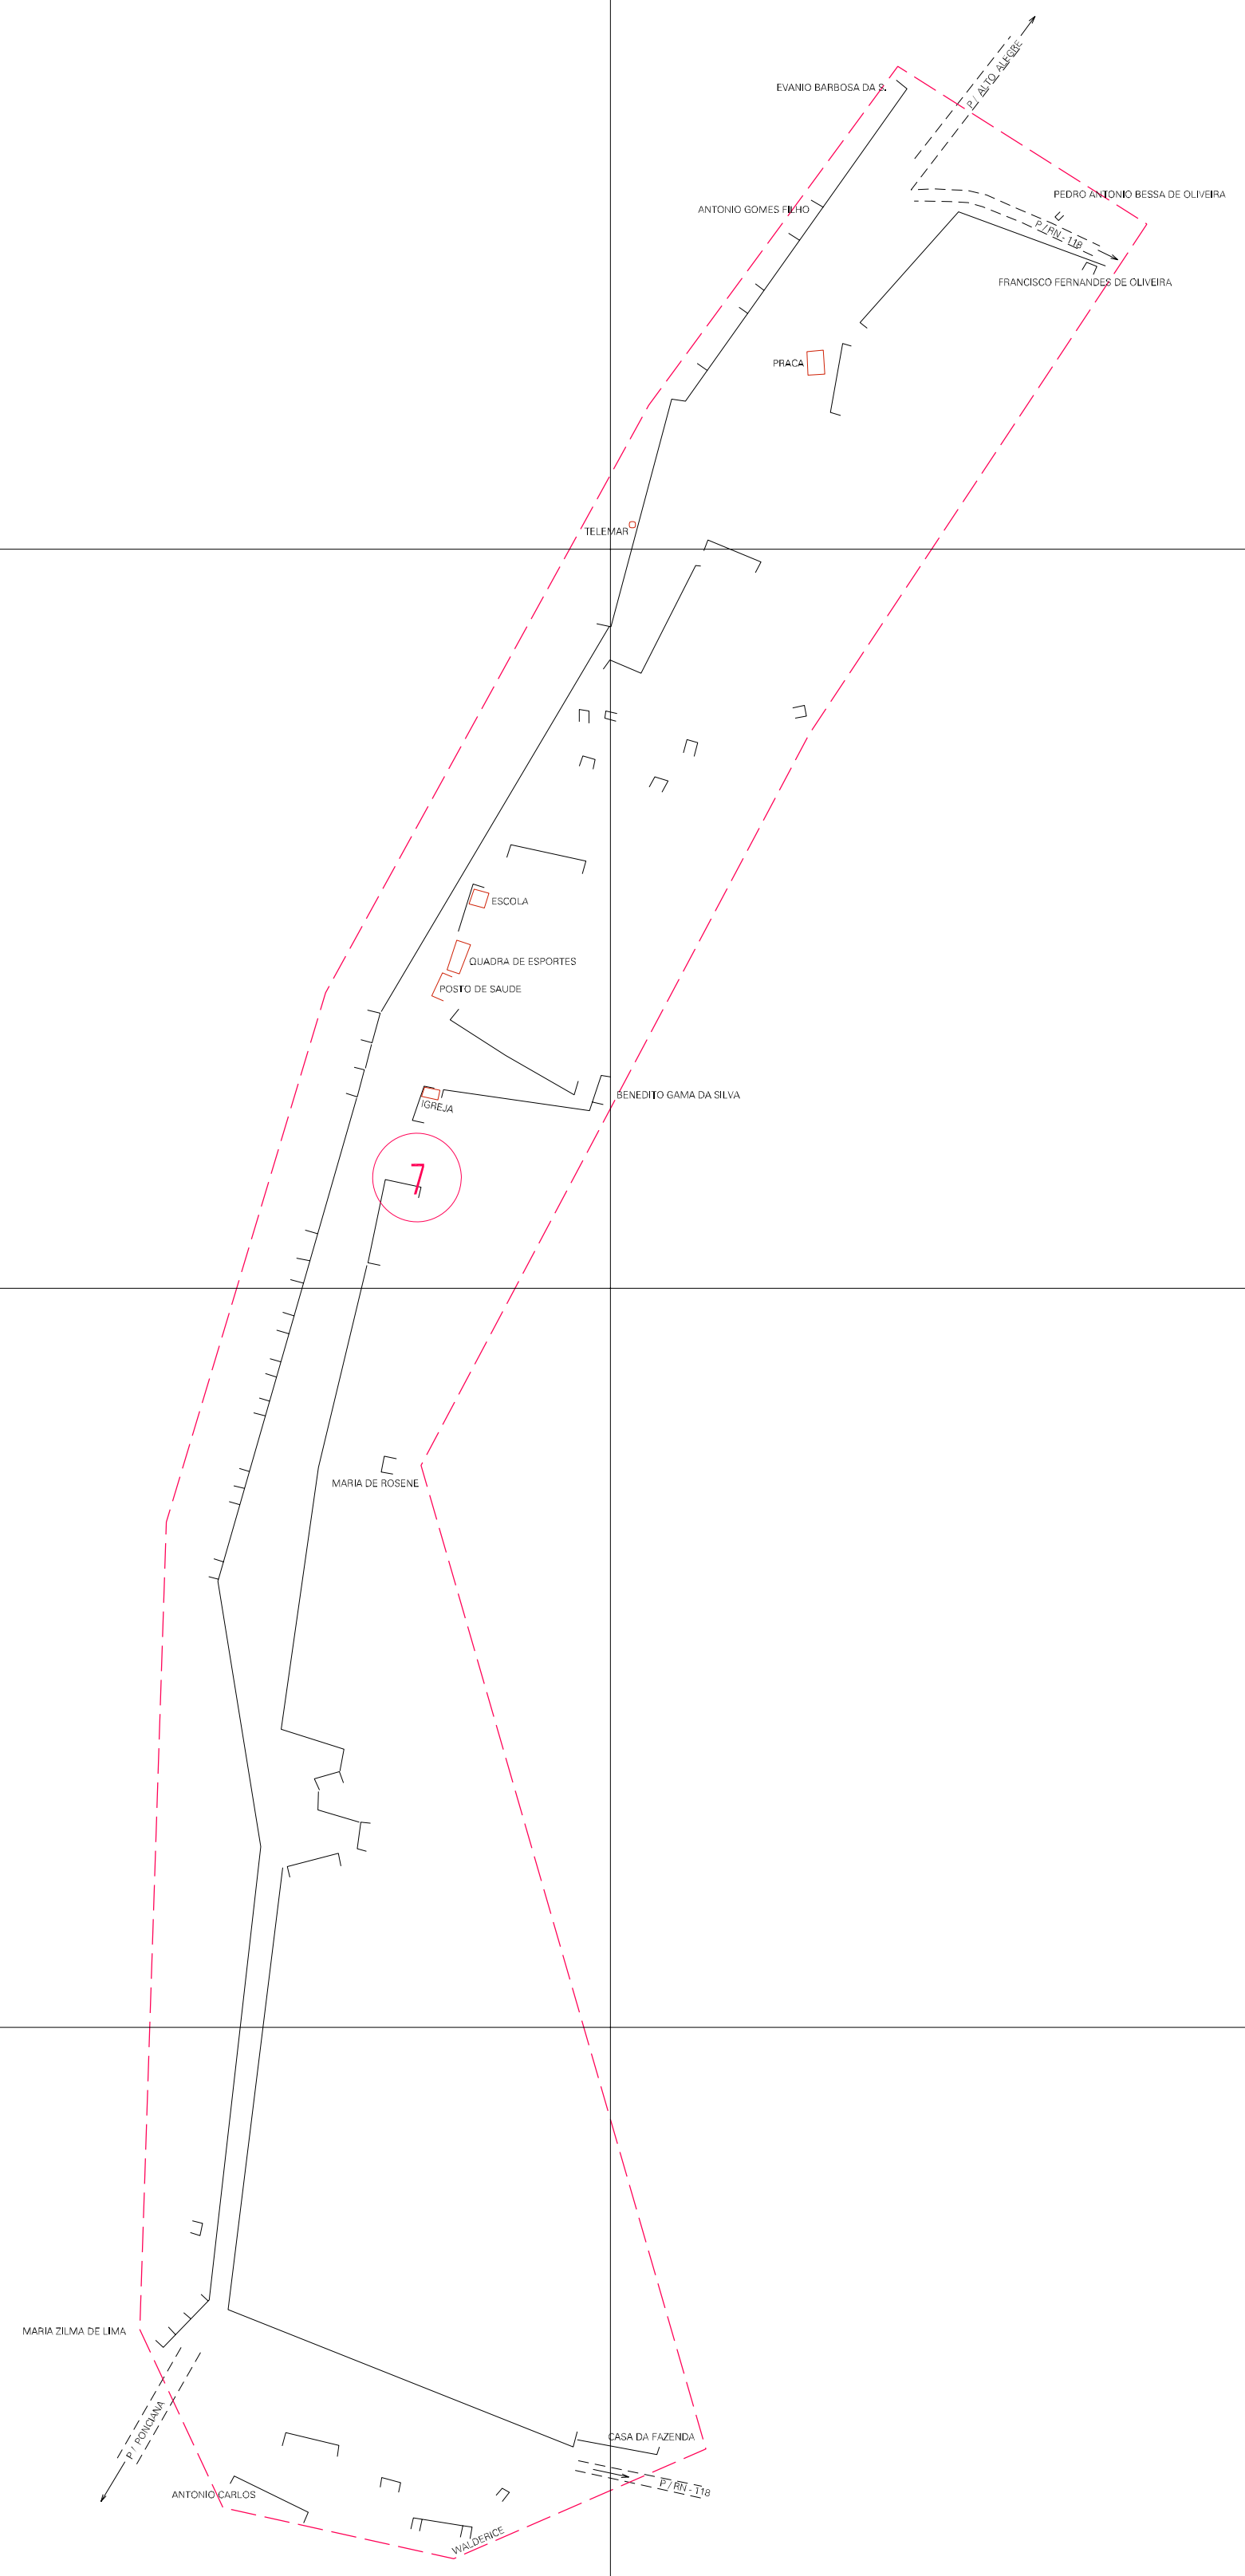 P / ALTO ALEGRE
EVANIO BARBOSA DA S.
PEDRO ANTONIO BESSA DE OLIVEIRA
ANTONIO GOMES FILHO
P / RN - 118
FRANCISCO FERNANDES DE OLIVEIRA
PRACA
TELEMAR
ESCOLA
QUADRA DE ESPORTES
POSTO DE SAUDE
BENEDITO GAMA DA SILVA
IGREJA
7
MARIA DE ROSENE
MARIA ZILMA DE LIMA
P / PONCIANA
CASA DA FAZENDA
P / RN - 118
ANTONIO CARLOS
WALDERICE